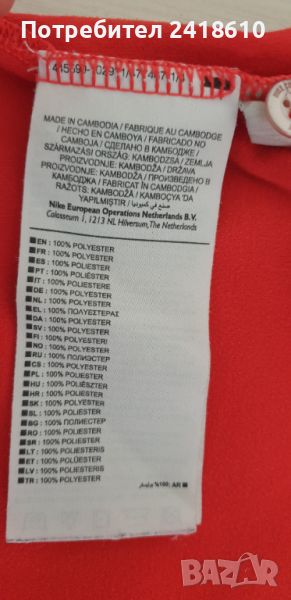 Потребител 2418610
MADE IN CAMBODIA / FABRIQUE AU CAMBODGE
/ HECHO EN CAMBOYA / FABRICADO NO
CAMBOJA / СДЕЛАНО В КАМБОДЖЕ /
SZÁRMAZÁSI ORSZÁG: KAMBODZSA / ZEMLJA
PROIZVODNJE: KAMBODŽA / DRŽAVA
PROIZVODNJE: KAMBODŽA / ПРОИЗВЕДЕНО В
КАМБОДЖА / FABRICAT ÎN CAMBODGIA /
RAŽOTS: KAMBODŽĀ / KAMBOÇYA'DA
YAPILMIŞTIR / صنع في كمبوديا
Nike European Operations Netherlands B.V.
Colosseum 1, 1213 NL Hilversum, The Netherlands
EN: 100% POLYESTER
FR: 100% POLYESTER
ES: 100% POLIÉSTER
PT: 100% POLIÉSTER
IT: 100% POLIESTERE
DE: 100% POLYESTER
NL: 100% POLYESTER
EL: 100% ΠΟΛΥΕΣΤΕΡΑΣ
DA: 100% POLYESTER
SV: 100% POLYESTER
FI: 100% POLYESTERI
NO: 100% POLYESTER
RU: 100% ПОЛИЭСТЕР
CS: 100% POLYESTER
PL: 100% POLIESTER
HU: 100% POLIÉSZTER
HR: 100% POLIESTER
SK: 100% POLYESTER
SL: 100% POLIESTER
BG: 100% ПОЛИЕСТЕР
RO: 100% POLIESTER
SR: 100% POLIESTER
LT: 100% POLIESTERIS
ET: 100% POLÜESTER
LV: 100% POLIESTERIS
TR: 100% POLYESTER
AR: 100% بوليستر
BAZAR